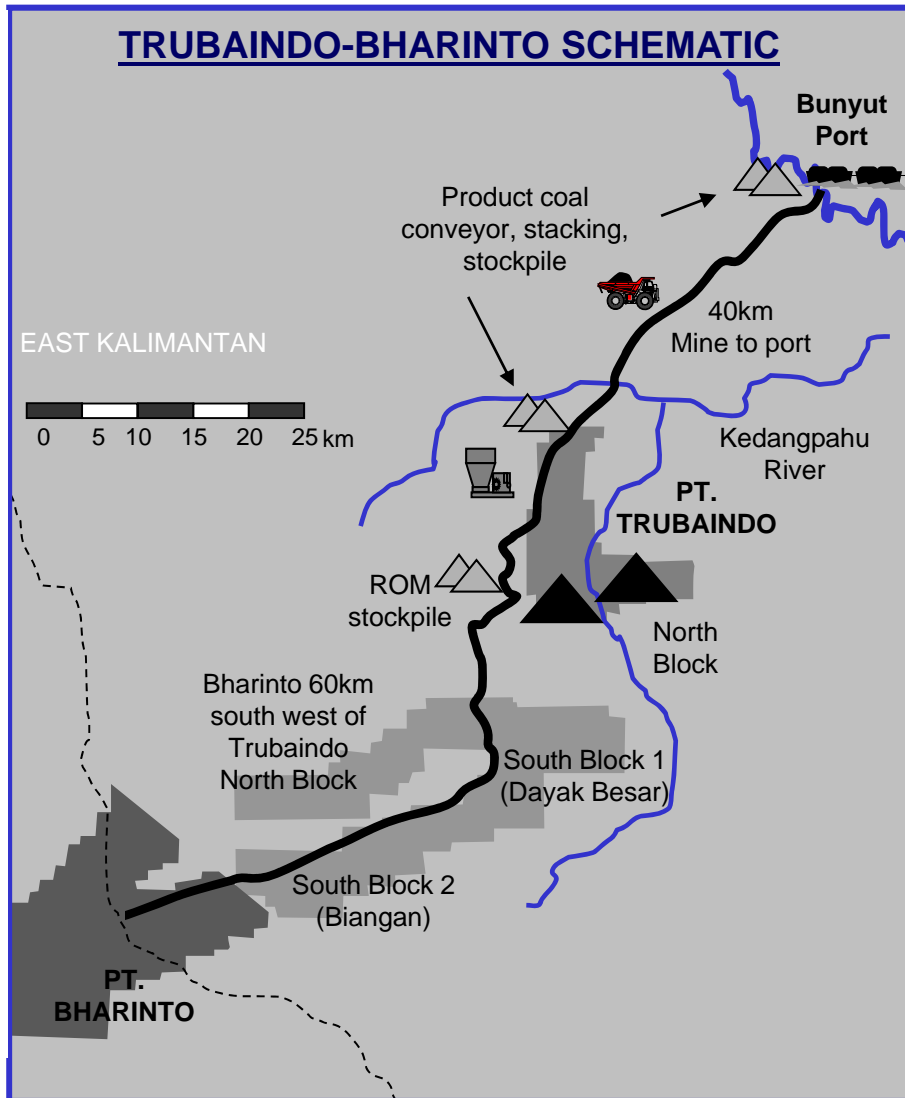 TRUBAINDO-BHARINTO SCHEMATIC
Bunyut
Port
Product coal
conveyor, stacking,
stockpile
40km
Mine to port
EAST KALIMANTAN
0 5 10 15 20 25 km
Kedangpahu
River
PT.
TRUBAINDO
ROM
stockpile
North
Block
Bharinto 60km
south west of
Trubaindo
North Block
South Block 1
(Dayak Besar)
South Block 2
(Biangan)
PT.
BHARINTO